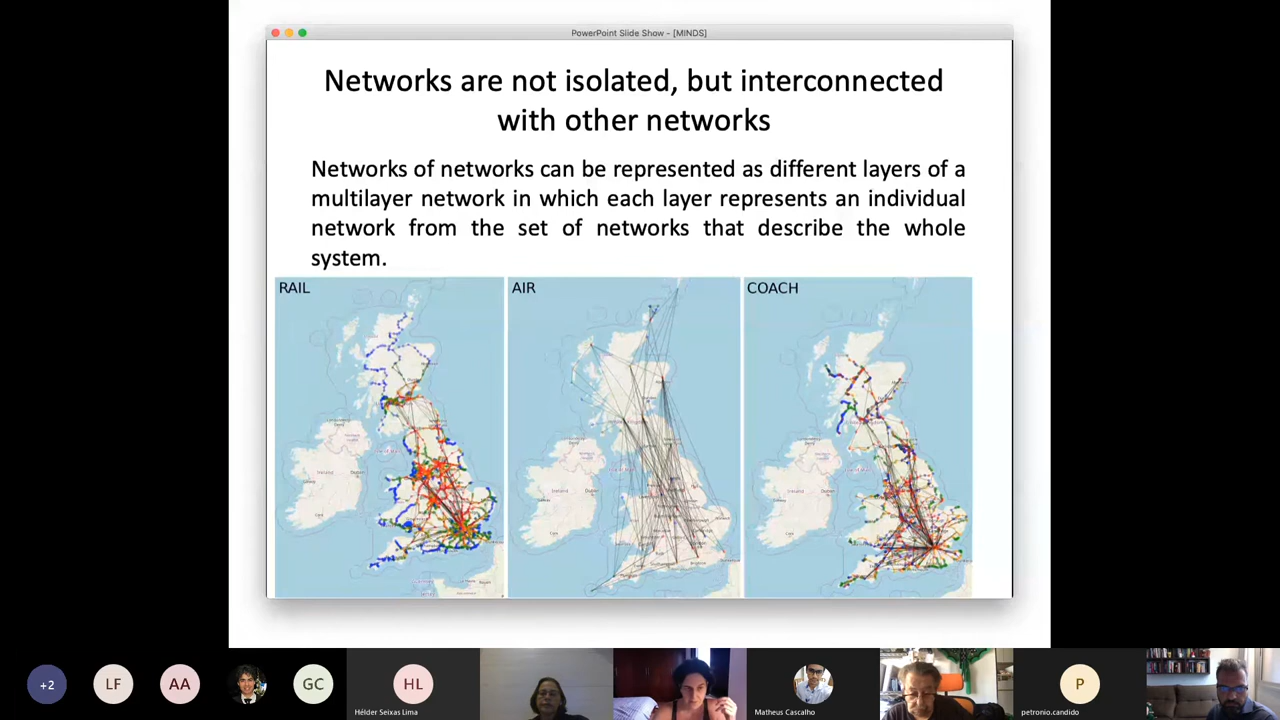 PowerPoint Slide Show - [MINDS]
Networks are not isolated, but interconnected
with other networks
Networks of networks can be represented as different layers of a
multilayer network in which each layer represents an individual
network from the set of networks that describe the whole
system.
RAIL
AIR
COACH
+2
LF
AA
GC
HL
Hélder Seixas Lima
Matheus Cascalho
P
petronio.candido